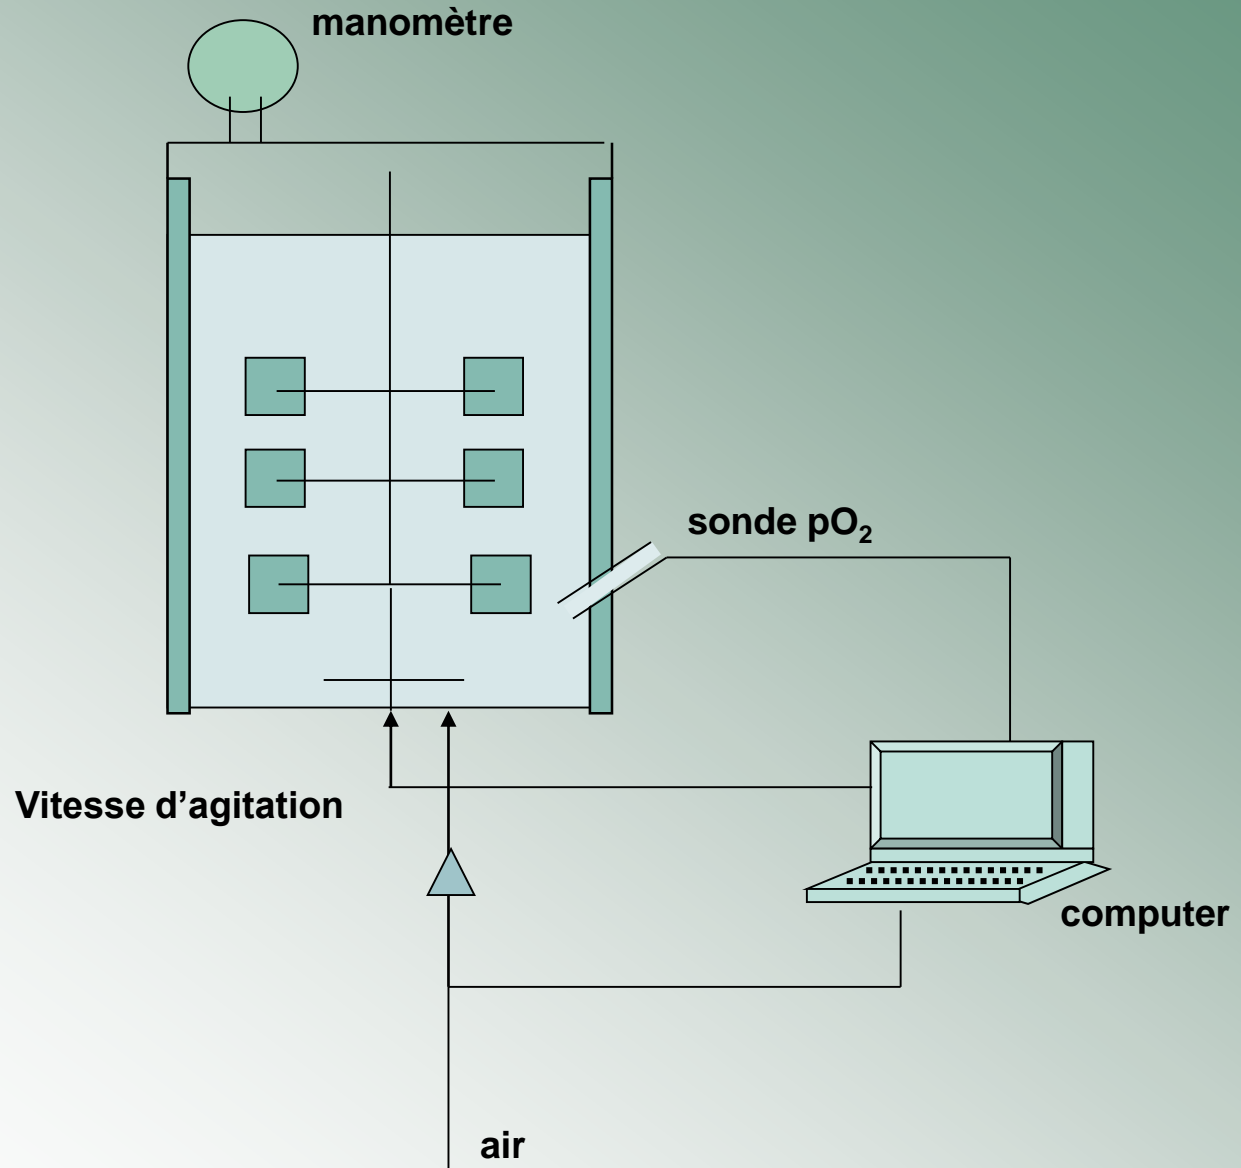 manomètre
sonde pO₂
Vitesse d’agitation
computer
air